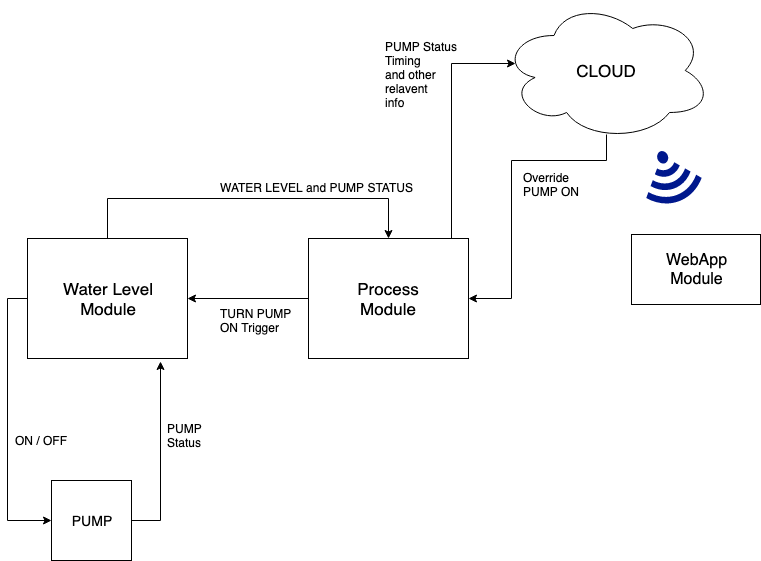 PUMP Status
Timing
and other
relavent
info
CLOUD
Override
PUMP ON
WATER LEVEL and PUMP STATUS
WebApp
Module
Water Level
Module
Process
Module
TURN PUMP
ON Trigger
ON / OFF
PUMP
Status
PUMP